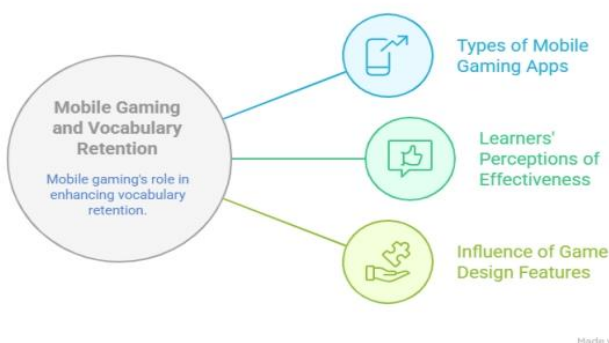 Mobile Gaming
and Vocabulary
Retention
Mobile gaming's role in
enhancing vocabulary
retention.
Types of Mobile
Gaming Apps
Learners'
Perceptions of
Effectiveness
Influence of Game
Design Features
Made